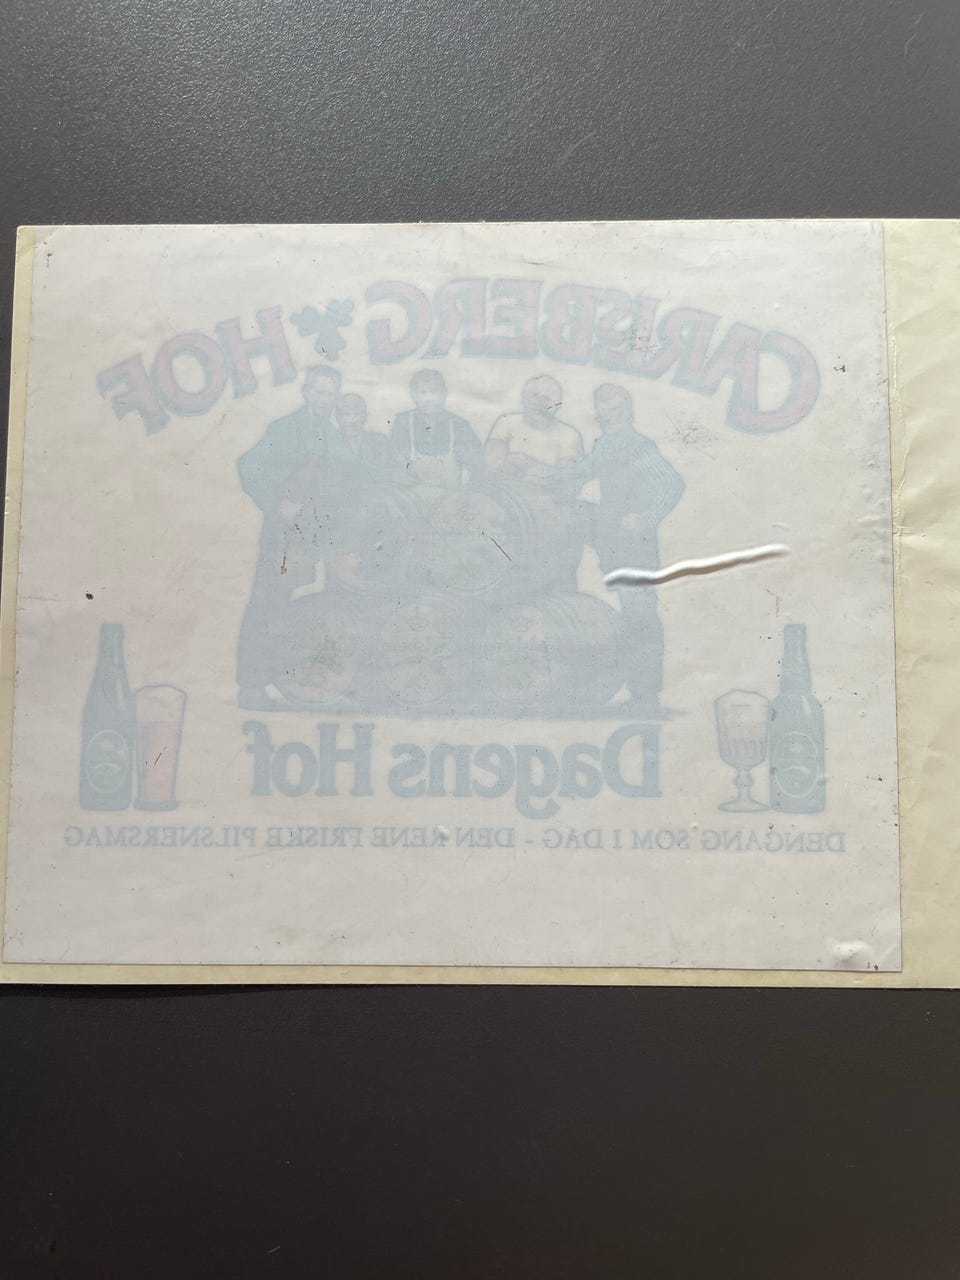 CARLSBERG HOF
Dagens Hof
DENGANG SOM I DAG - DEN RENE FRISKE PILSNERSMAG